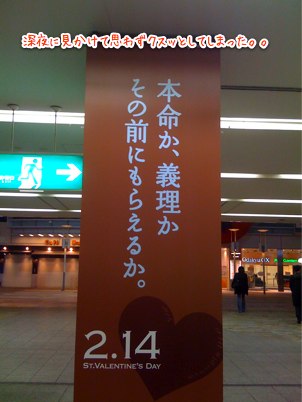 深夜に見かけて思わずクスッとしてしまった。。
本命か、義理か
その前にもらえるか。
2.14
ST.VALENTINE'S DAY